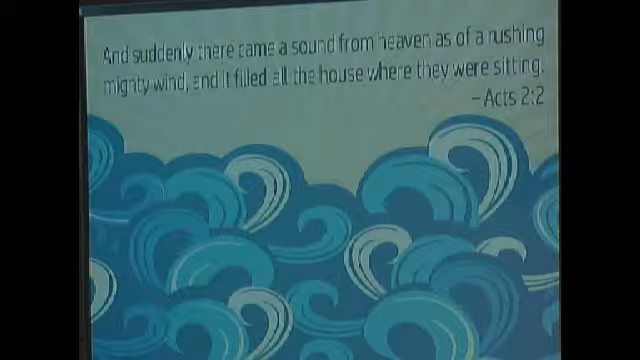 And suddenly there came a sound from heaven as of a rushing
mighty wind, and it filled all the house where they were sitting.
– Acts 2:2